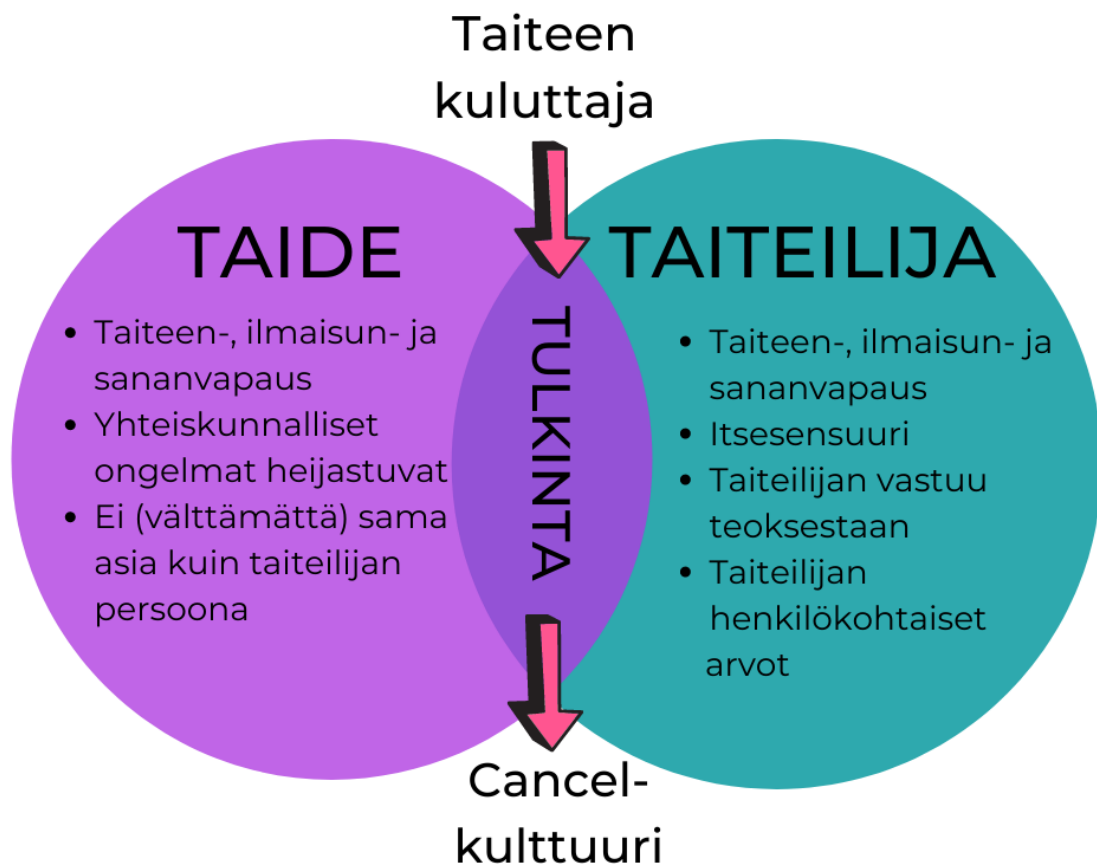 Taiteen
kuluttaja
TAIDE
• Taiteen-, ilmaisun- ja
sananvapaus
• Yhteiskunnalliset
ongelmat heijastuvat
• Ei (välttämättä) sama
asia kuin taiteilijan
persoona
TULKINTA
TAITEILIJA
• Taiteen-, ilmaisun- ja
sananvapaus
• Itsesensuuri
• Taiteilijan vastuu
teoksestaan
• Taiteilijan
henkilökohtaiset
arvot
Cancel-
kulttuuri